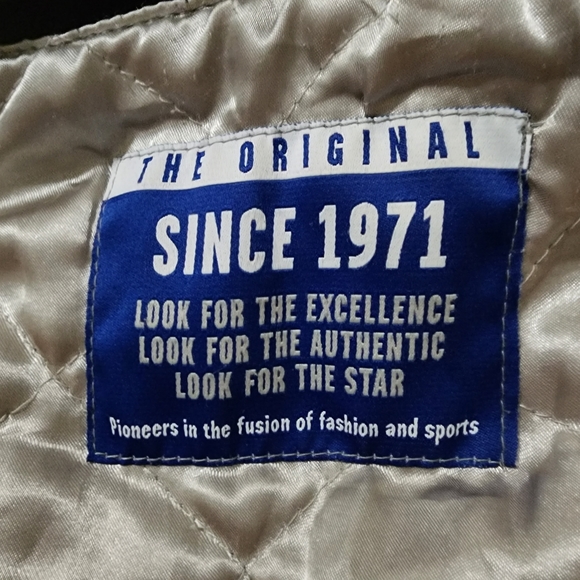 THE ORIGINAL
SINCE 1971
LOOK FOR THE EXCELLENCE
LOOK FOR THE AUTHENTIC
LOOK FOR THE STAR
Pioneers in the fusion of fashion and sports